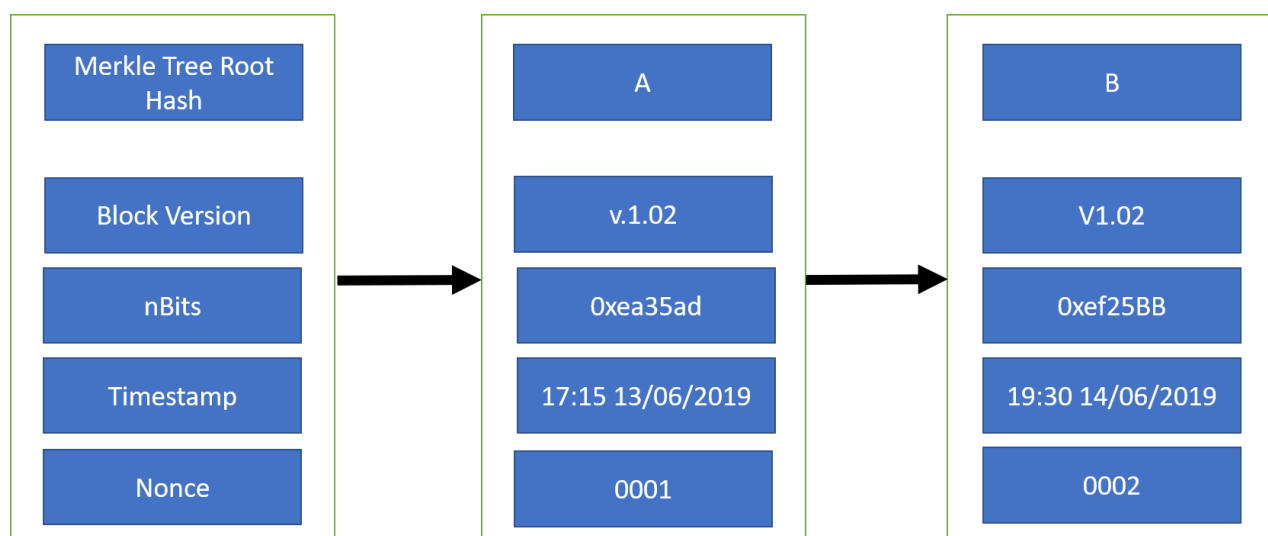 Merkle Tree Root
Hash
A
B
Block Version
v.1.02
V1.02
nBits
0xea35ad
0xef25BB
Timestamp
17:15 13/06/2019
19:30 14/06/2019
Nonce
0001
0002